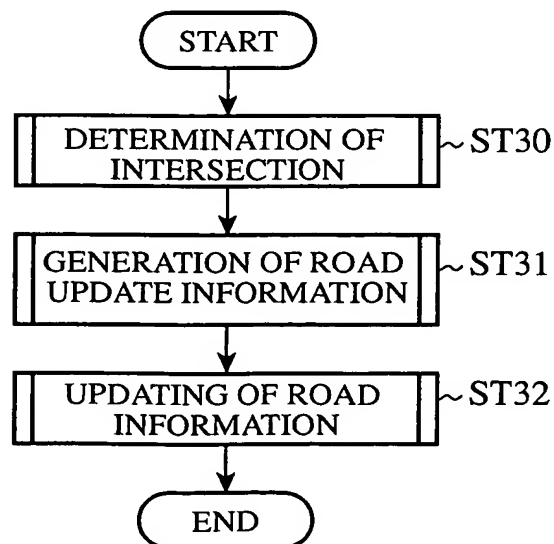 START
DETERMINATION OF
INTERSECTION
~ST30
GENERATION OF ROAD
UPDATE INFORMATION
~ST31
UPDATING OF ROAD
INFORMATION
~ST32
END